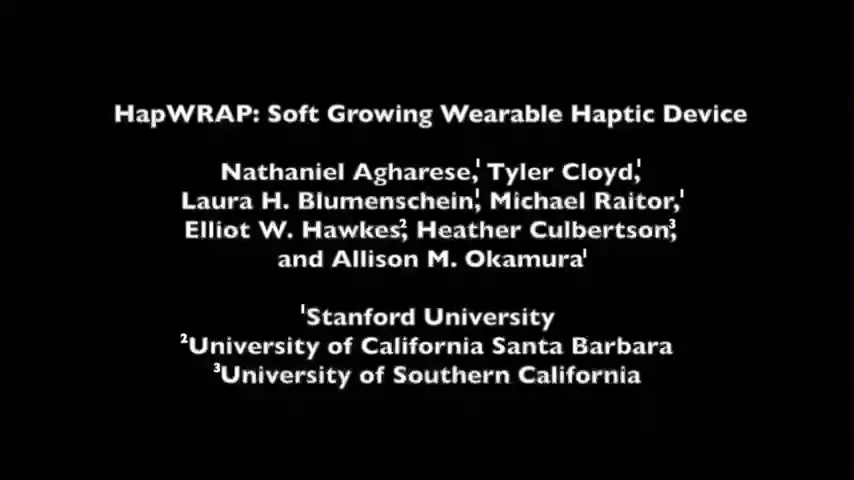 HapWRAP: Soft Growing Wearable Haptic Device
Nathaniel Agharese,¹ Tyler Cloyd,¹
Laura H. Blumenschein,¹ Michael Raitor,¹
Elliot W. Hawkes,² Heather Culbertson,³
and Allison M. Okamura¹
¹Stanford University
²University of California Santa Barbara
³University of Southern California